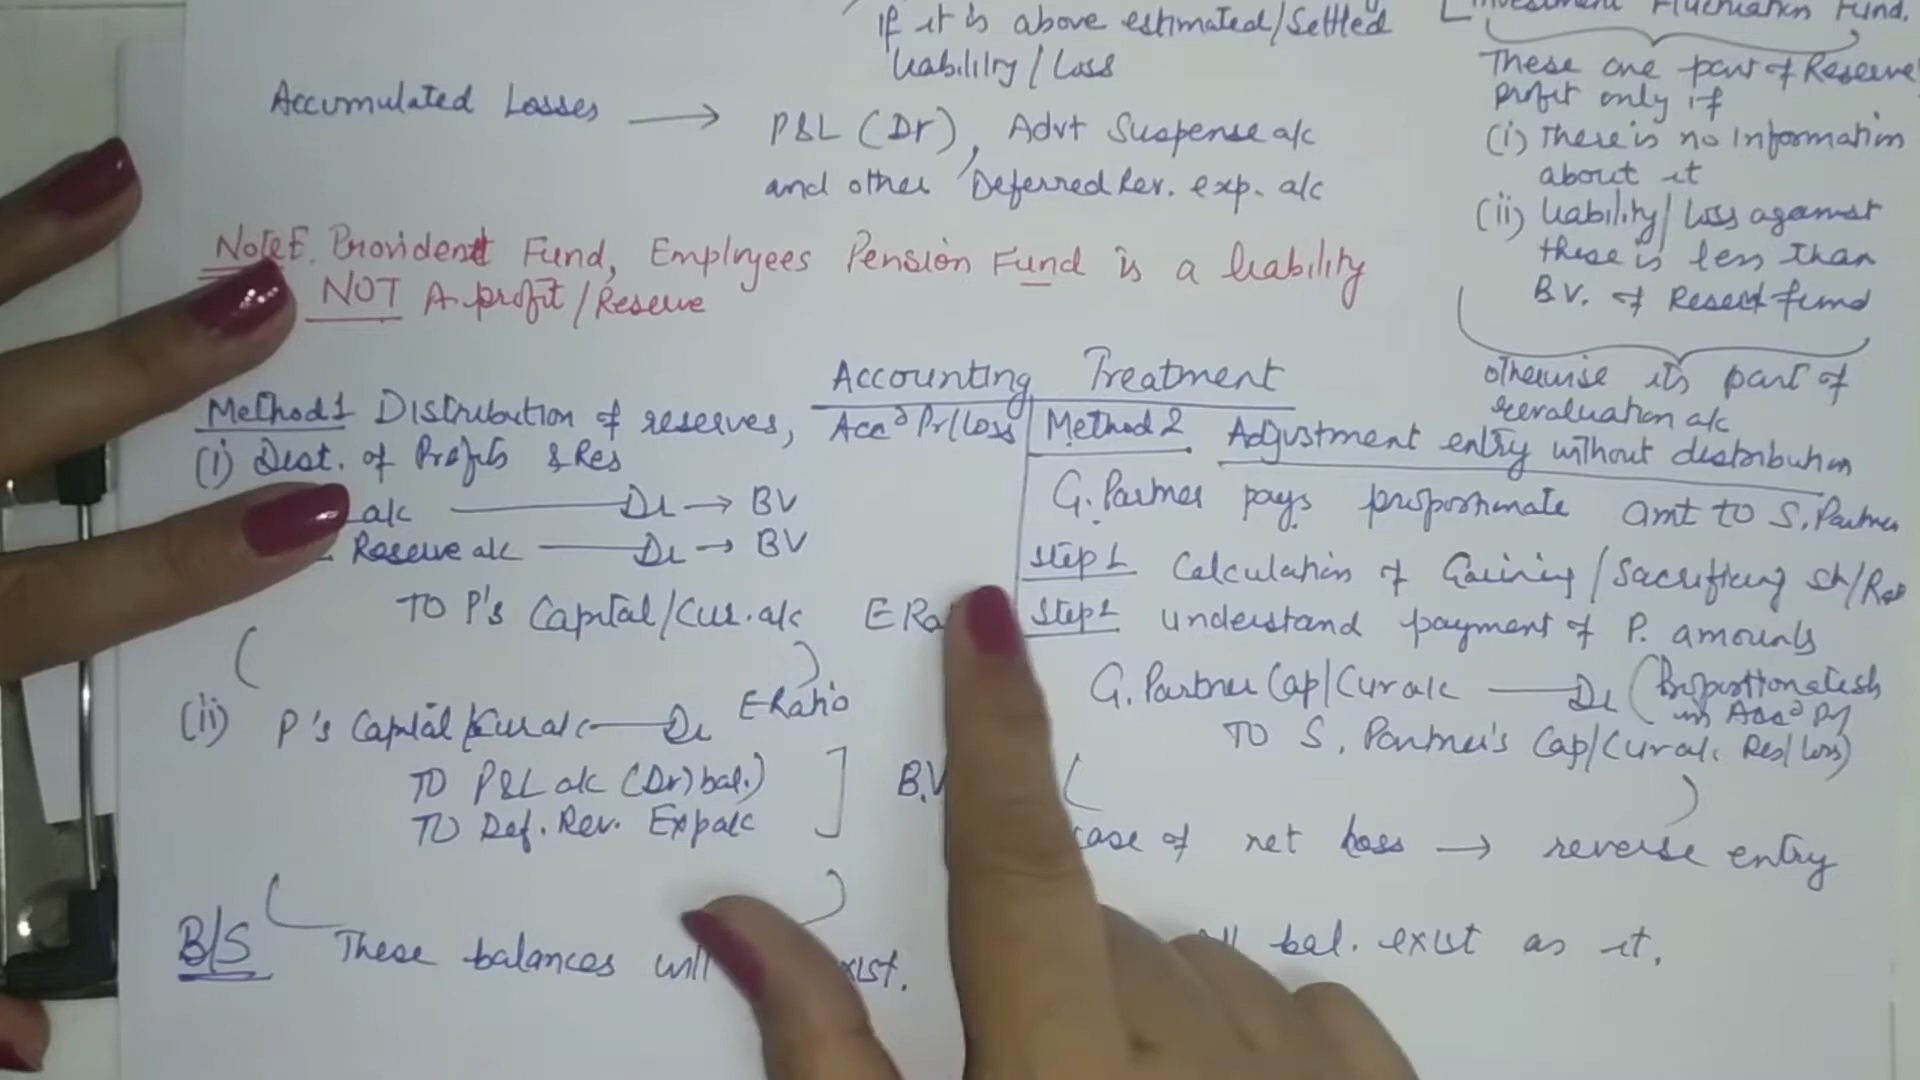 If it is above estimated/settled
liability/Loss
Investment Fluctuation Fund.
These are part of Reserve/
profit only if
(i) There is no Information
about it
(ii) liability/Loss against
these is less than
B.V. of Reserve fund
otherwise its part of
revaluation a/c
Accumulated Losses → P&L (Dr), Advt Suspense a/c
and other Deferred Rev. exp. a/c
Note E. Provident Fund, Employees Pension Fund is a liability
NOT A profit/Reserve
Accounting Treatment
Method 1 Distribution of reserves, Accd Pr/Loss
(i) Dist. of Profits & Res
a/c Dr → BV
Reserve a/c Dr → BV
To P's Capital/Cur. a/c
(ii) P's Capital/Cur a/c Dr E Ratio
To P&L a/c (Dr) bal.)
To Def. Rev. Exp a/c
B.V
B/S These balances will
Method 2 Adjustment entry without distribution
G. Partner pays proportionate amt to S. Partner
Step 1 Calculation of Gaining/Sacrificing sh/Ratio
Step 2 understand payment of P. amounts
G. Partner Cap/Cur a/c Dr (Proportionate sh
in Accd Pr/
To S. Partner's Cap/Cur a/c Res/Loss)
case of net loss → reverse entry
bal. exist as it.